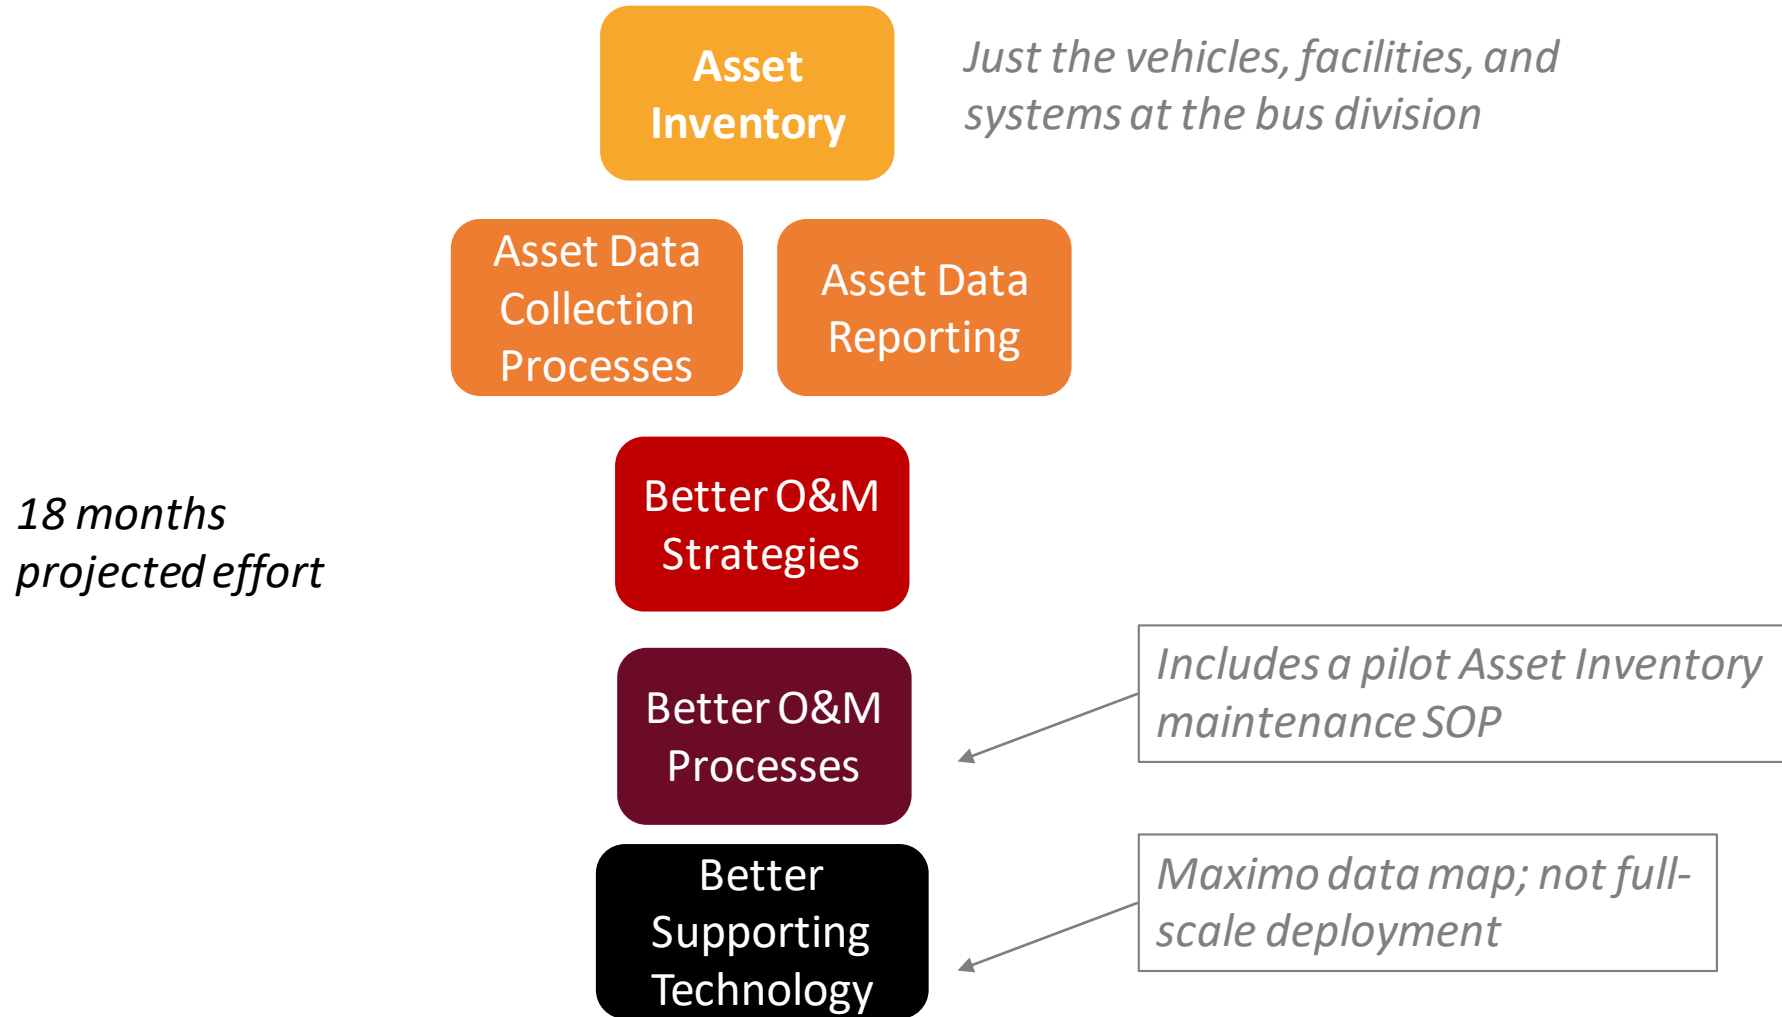 Asset
Inventory
Just the vehicles, facilities, and
systems at the bus division
Asset Data
Collection
Processes
Asset Data
Reporting
18 months
projected effort
Better O&M
Strategies
Better O&M
Processes
Includes a pilot Asset Inventory
maintenance SOP
Better
Supporting
Technology
Maximo data map; not full-
scale deployment